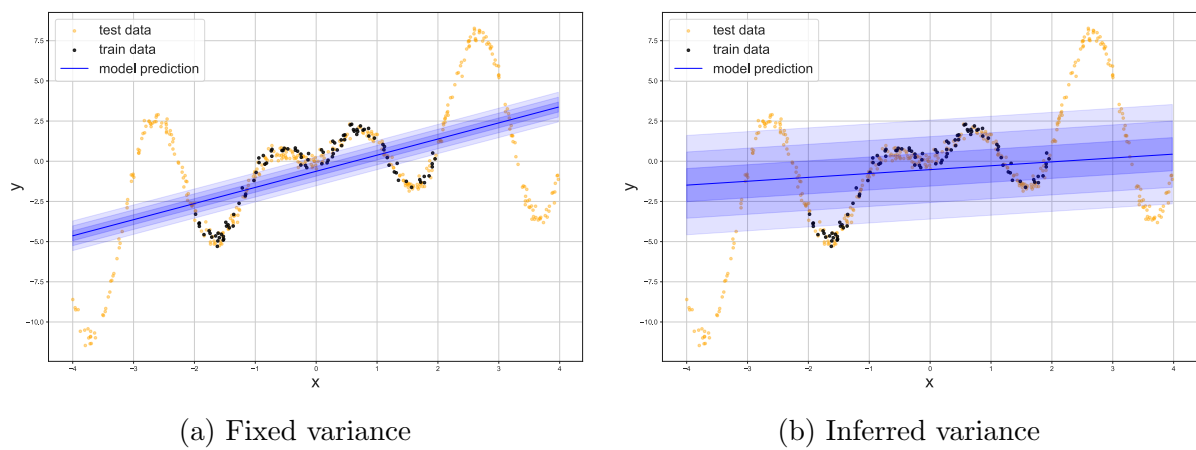 test data
train data
model prediction
7.5
5.0
2.5
0.0
−2.5
−5.0
−7.5
−10.0
y
−4 −3 −2 −1 0 1 2 3 4
x
(a) Fixed variance
test data
train data
model prediction
7.5
5.0
2.5
0.0
−2.5
−5.0
−7.5
−10.0
y
−4 −3 −2 −1 0 1 2 3 4
x
(b) Inferred variance